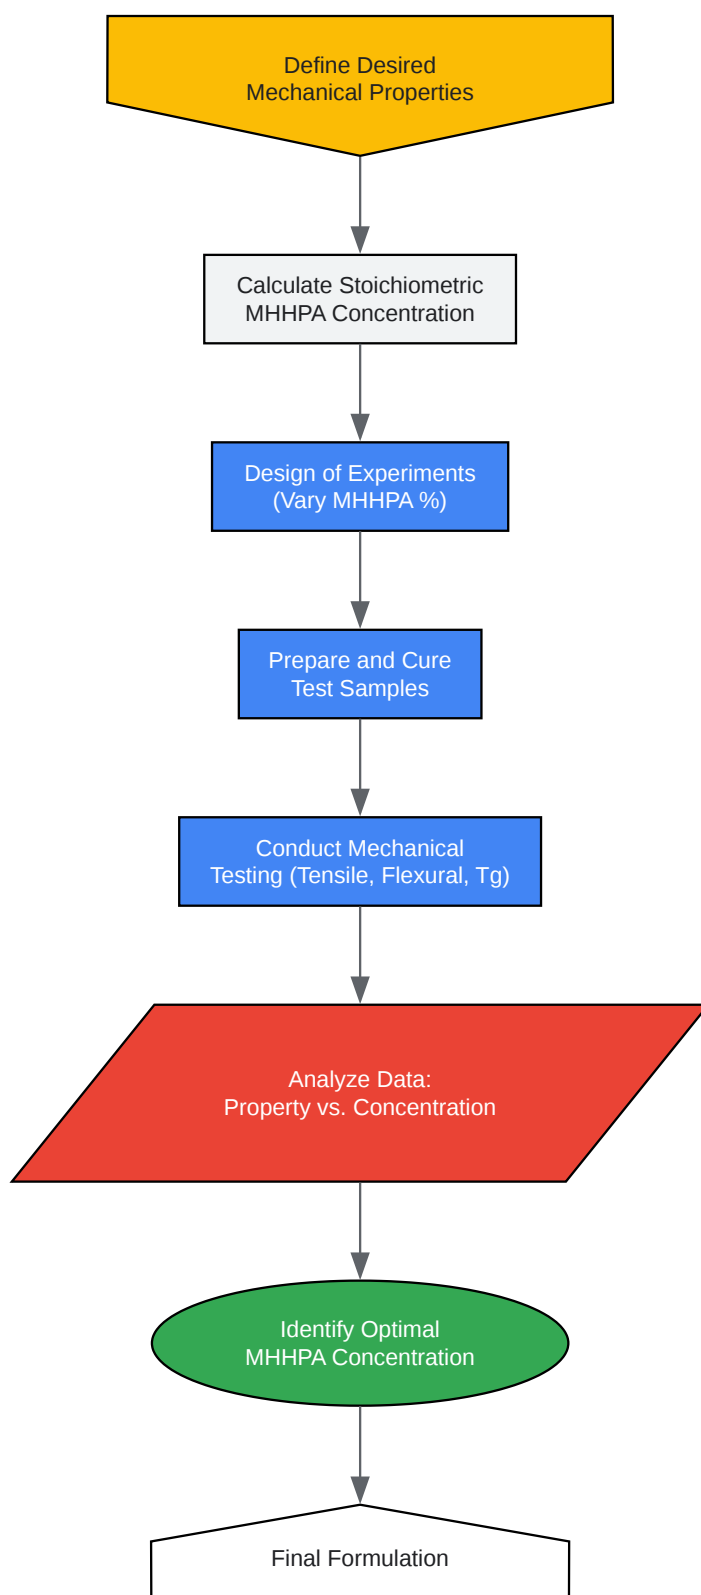 Define Desired
Mechanical Properties
Calculate Stoichiometric
MHHPA Concentration
Design of Experiments
(Vary MHHPA %)
Prepare and Cure
Test Samples
Conduct Mechanical
Testing (Tensile, Flexural, Tg)
Analyze Data:
Property vs. Concentration
Identify Optimal
MHHPA Concentration
Final Formulation